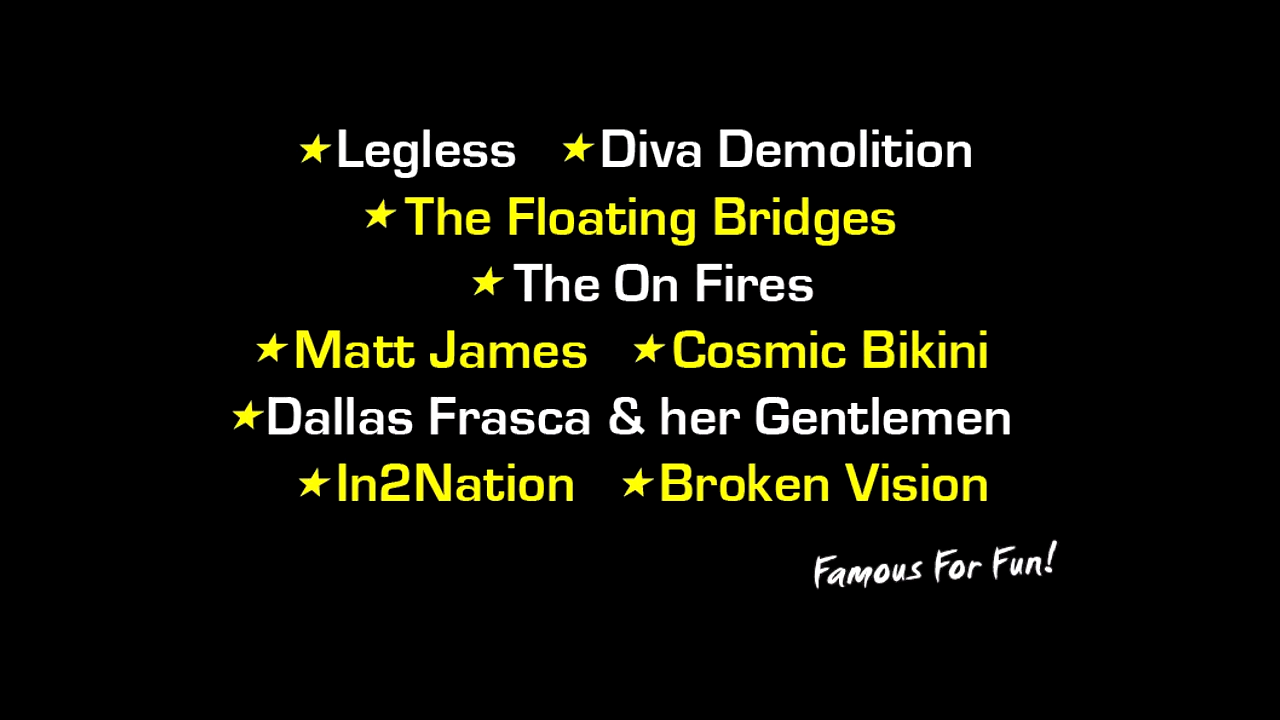 ★Legless ★Diva Demolition
★The Floating Bridges
★The On Fires
★Matt James ★Cosmic Bikini
★Dallas Frasca & her Gentlemen
★In2Nation ★Broken Vision
Famous For Fun!